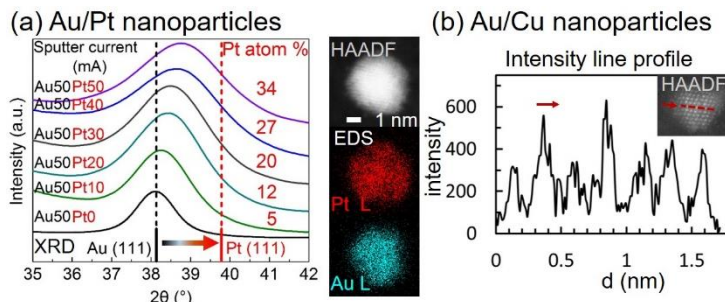 (a) Au/Pt nanoparticles
Sputter current
(mA)
Pt atom %
Au50Pt50
34
Au50Pt40
27
Au50Pt30
20
Au50Pt20
12
Au50Pt10
5
Au50Pt0
XRD
Au (111)
Pt (111)
Intensity (a.u.)
35 36 37 38 39 40 41 42
2θ (°)
HAADF
1 nm
EDS
Pt L
Au L
(b) Au/Cu nanoparticles
Intensity line profile
HAADF
intensity
600
400
200
0
0 0.5 1 1.5
d (nm)